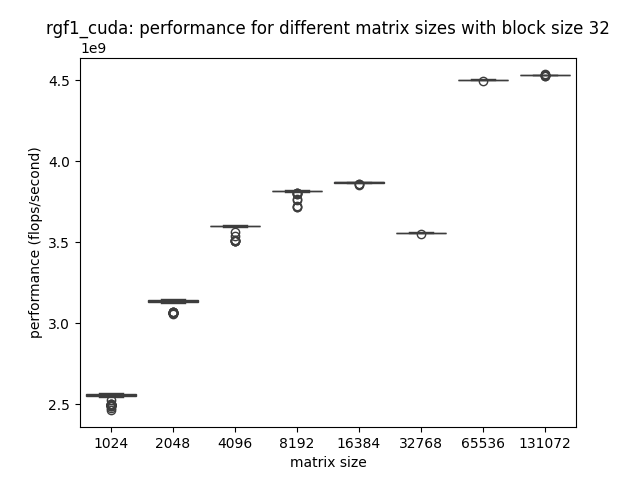 rgf1_cuda: performance for different matrix sizes with block size 32
1e9
4.5
4.0
3.5
3.0
2.5
performance (flops/second)
1024 2048 4096 8192 16384 32768 65536 131072
matrix size